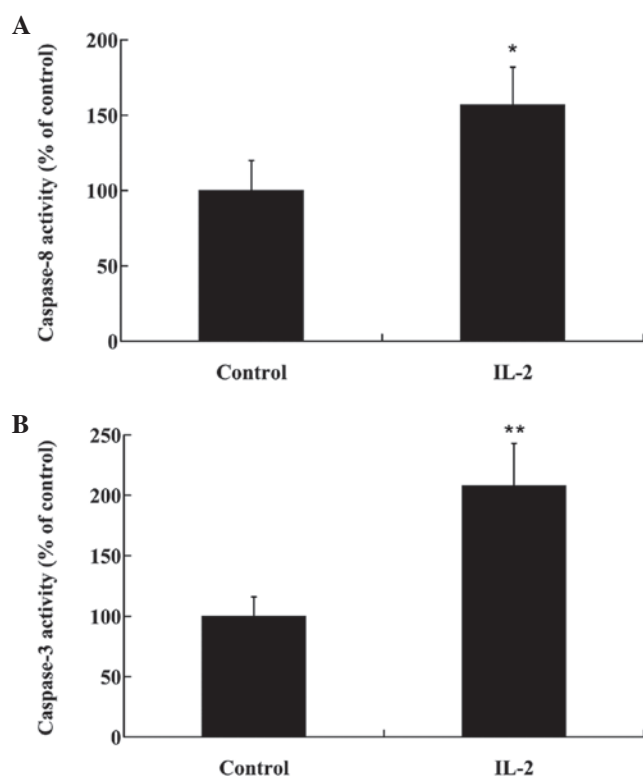 A
Caspase-8 activity (% of control)
200
150
100
50
0
*
Control IL-2
B
Caspase-3 activity (% of control)
250
200
150
100
50
0
**
Control IL-2